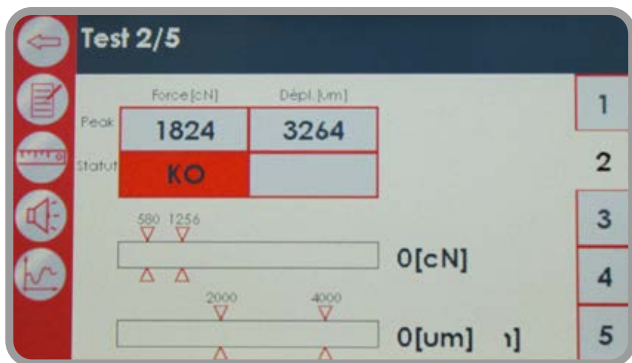 Test 2/5
Force [cN] Dépl. [um]
Peak 1824 3264
Statut KO
580 1256
0[cN]
2000 4000
0[um] ı]
1
2
3
4
5